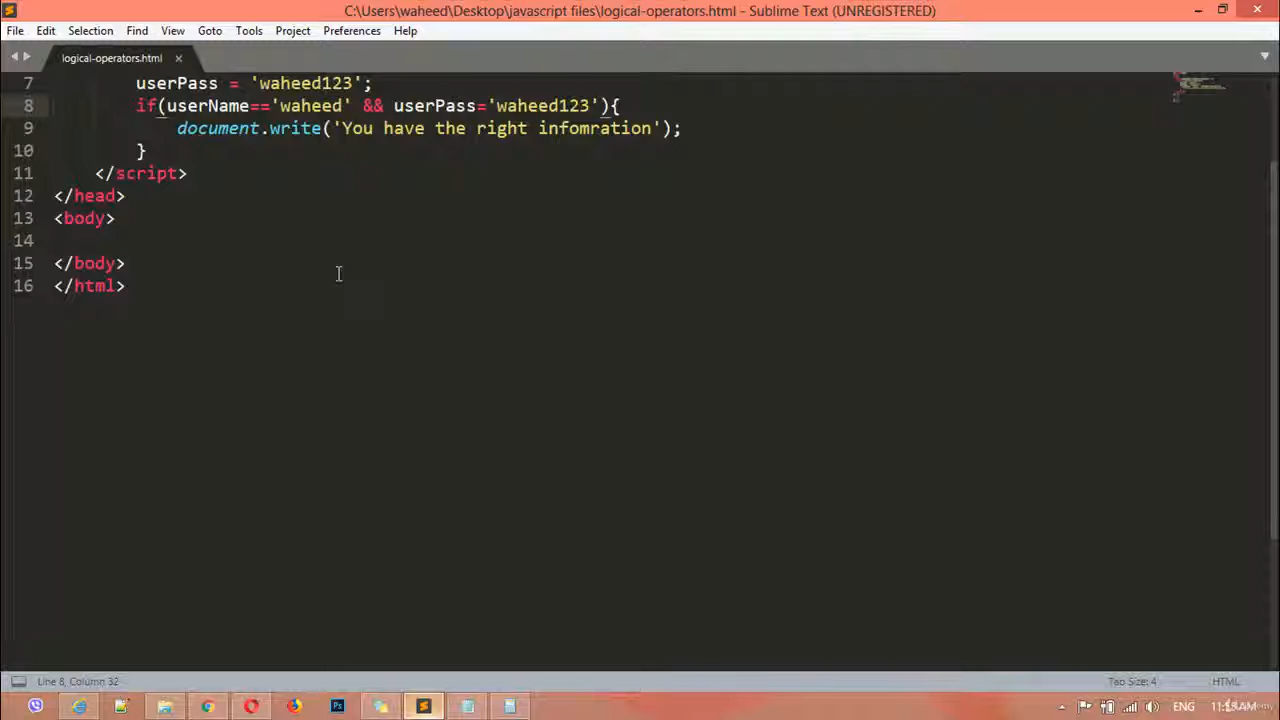 C:\Users\waheed\Desktop\javascript files\logical-operators.html - Sublime Text (UNREGISTERED)
File Edit Selection Find View Goto Tools Project Preferences Help
logical-operators.html ×
7 userPass = 'waheed123';
8 if(userName=='waheed' && userPass='waheed123'){
9 document.write('You have the right infomration');
10 }
11 </script>
12 </head>
13 <body>
14
15 </body>
16 </html>
Line 8, Column 32 Tab Size: 4 HTML
Ps ENG